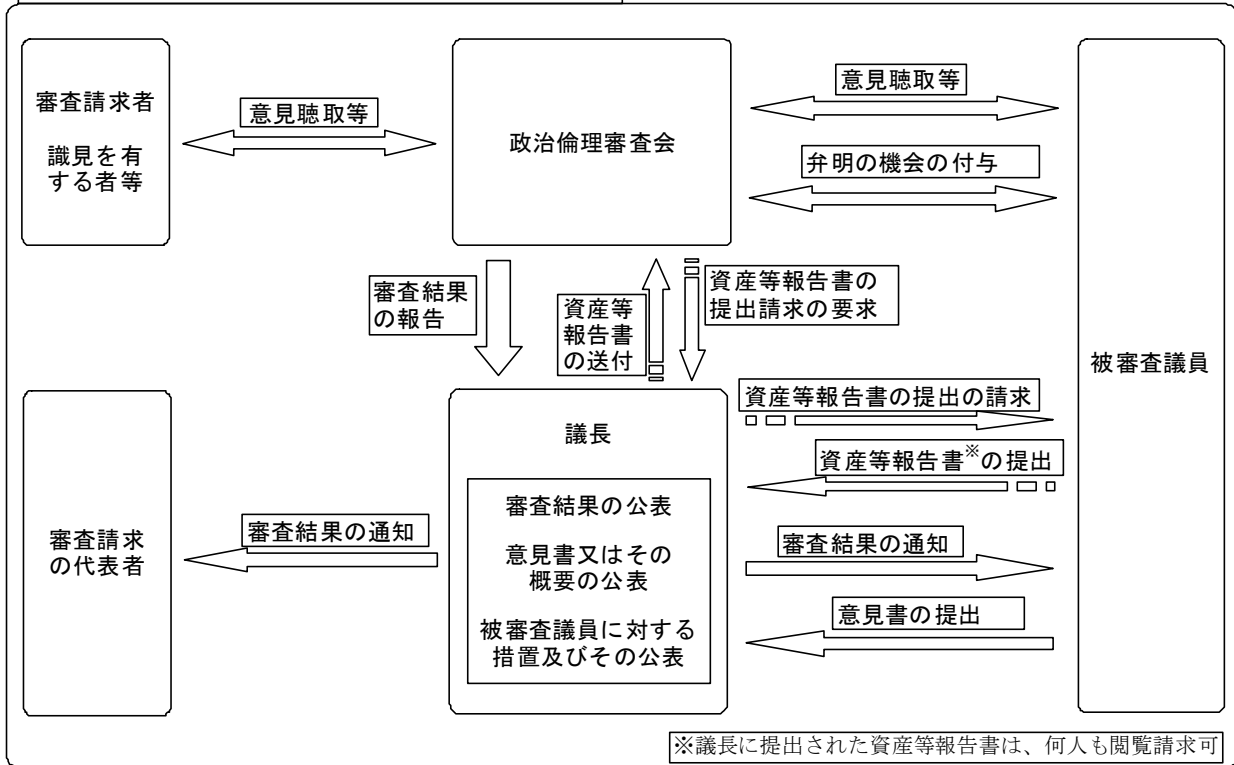 審査請求者
識見を有
する者等
意見聴取等
政治倫理審査会
意見聴取等
弁明の機会の付与
被審査議員
審査結果
の報告
資産等
報告書
の送付
資産等報告書の
提出請求の要求
議長
審査結果の公表
意見書又はその
概要の公表
被審査議員に対する
措置及びその公表
資産等報告書の提出の請求
資産等報告書※の提出
審査結果の通知
意見書の提出
審査結果の通知
審査請求
の代表者
※議長に提出された資産等報告書は、何人も閲覧請求可